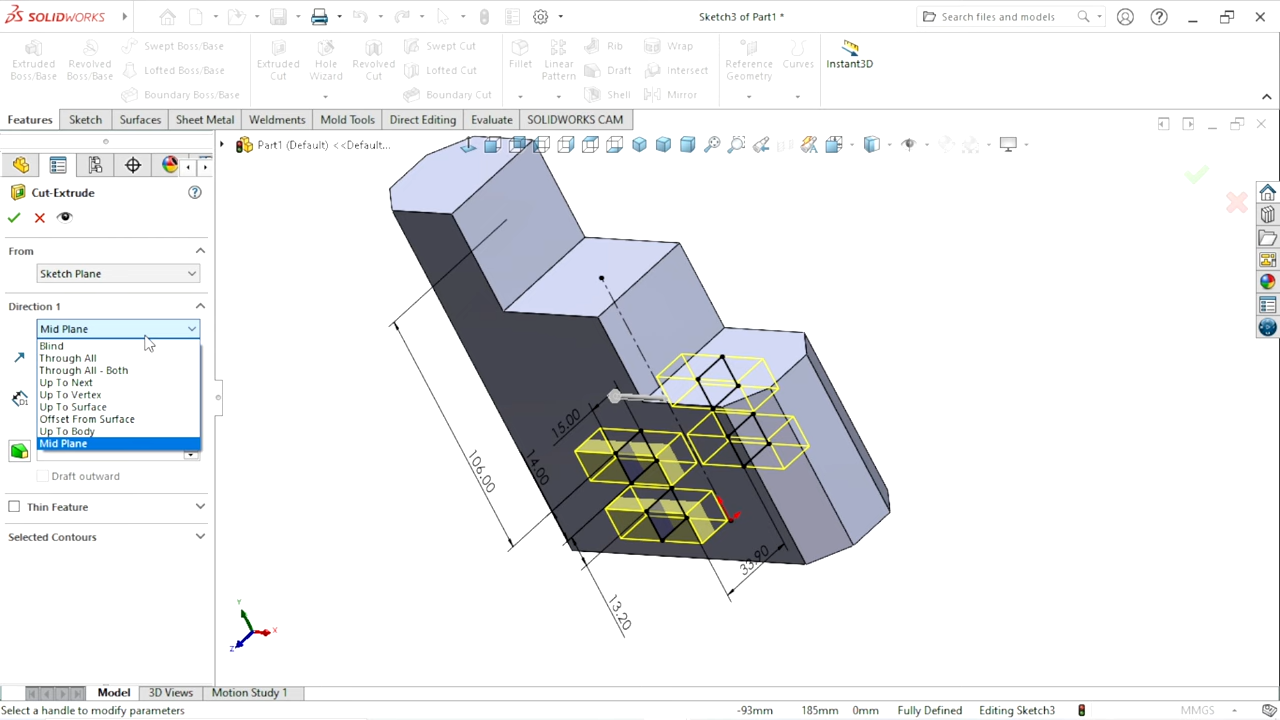 SOLIDWORKS
Sketch3 of Part1 *
Search files and models
Extruded Boss/Base
Revolved Boss/Base
Swept Boss/Base
Lofted Boss/Base
Boundary Boss/Base
Extruded Cut
Hole Wizard
Revolved Cut
Swept Cut
Lofted Cut
Boundary Cut
Fillet
Linear Pattern
Rib
Draft
Shell
Wrap
Intersect
Mirror
Reference Geometry
Curves
Instant3D
Features
Sketch
Surfaces
Sheet Metal
Weldments
Mold Tools
Direct Editing
Evaluate
SOLIDWORKS CAM
Part1 (Default) <<Default...
Cut-Extrude
From
Sketch Plane
Direction 1
Mid Plane
Blind
Through All
Through All - Both
Up To Next
Up To Vertex
Up To Surface
Offset From Surface
Up To Body
Mid Plane
D1
Draft outward
Thin Feature
Selected Contours
15.00
14.00
106.00
13.20
33.90
Y
X
Z
Model
3D Views
Motion Study 1
Select a handle to modify parameters
-93mm
185mm
0mm
Fully Defined
Editing Sketch3
MMGS